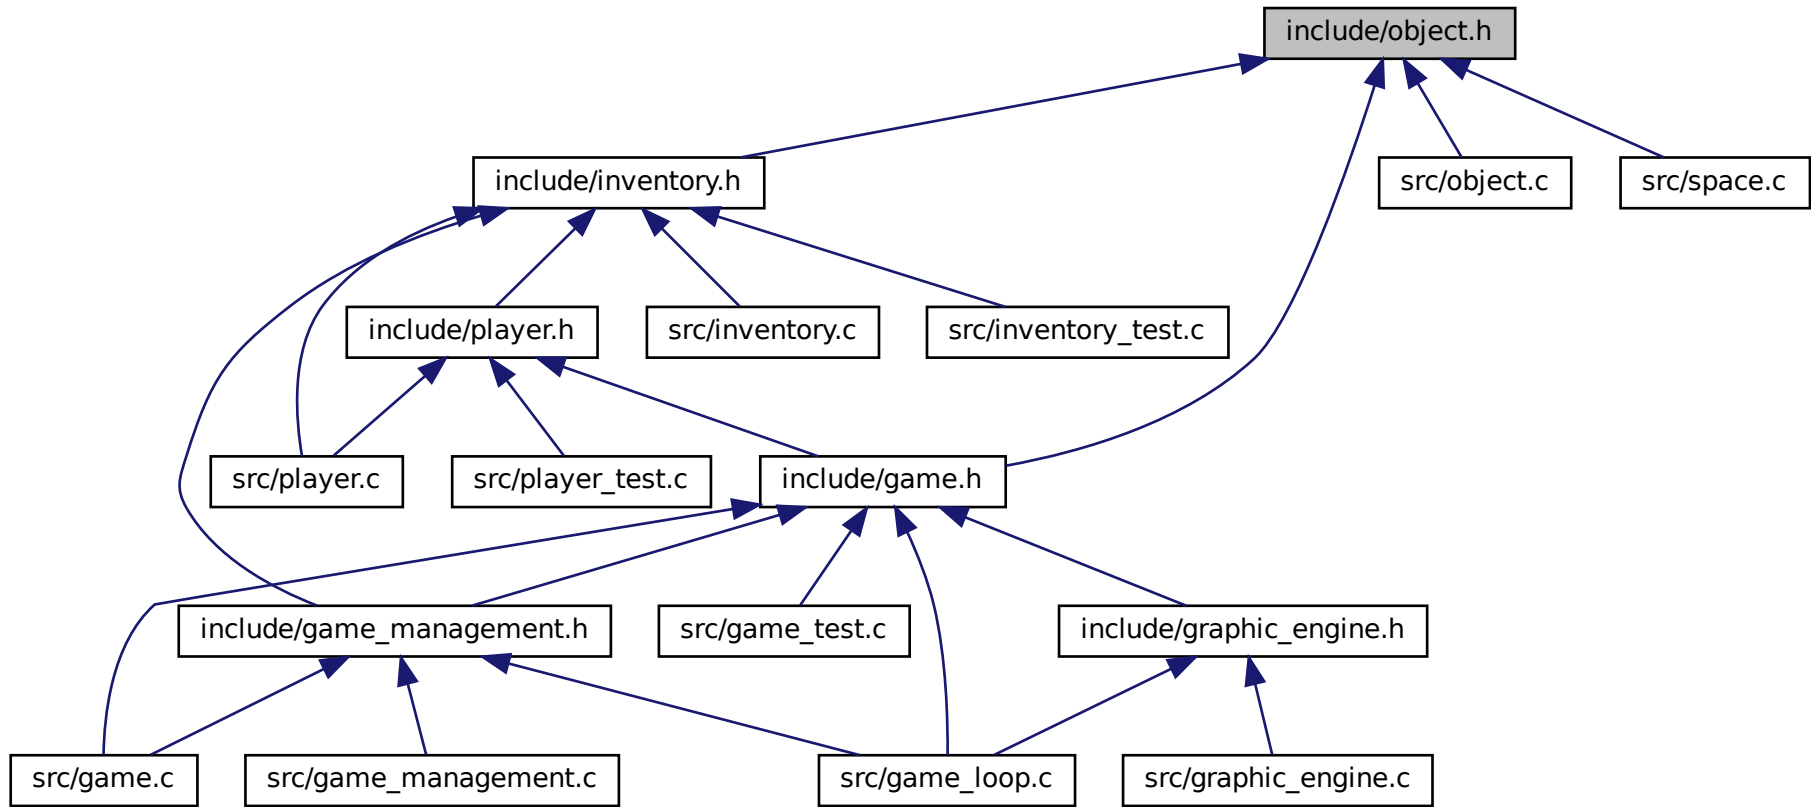 include/object.h
include/inventory.h
src/object.c
src/space.c
include/player.h
src/inventory.c
src/inventory_test.c
src/player.c
src/player_test.c
include/game.h
include/game_management.h
src/game_test.c
include/graphic_engine.h
src/game.c
src/game_management.c
src/game_loop.c
src/graphic_engine.c